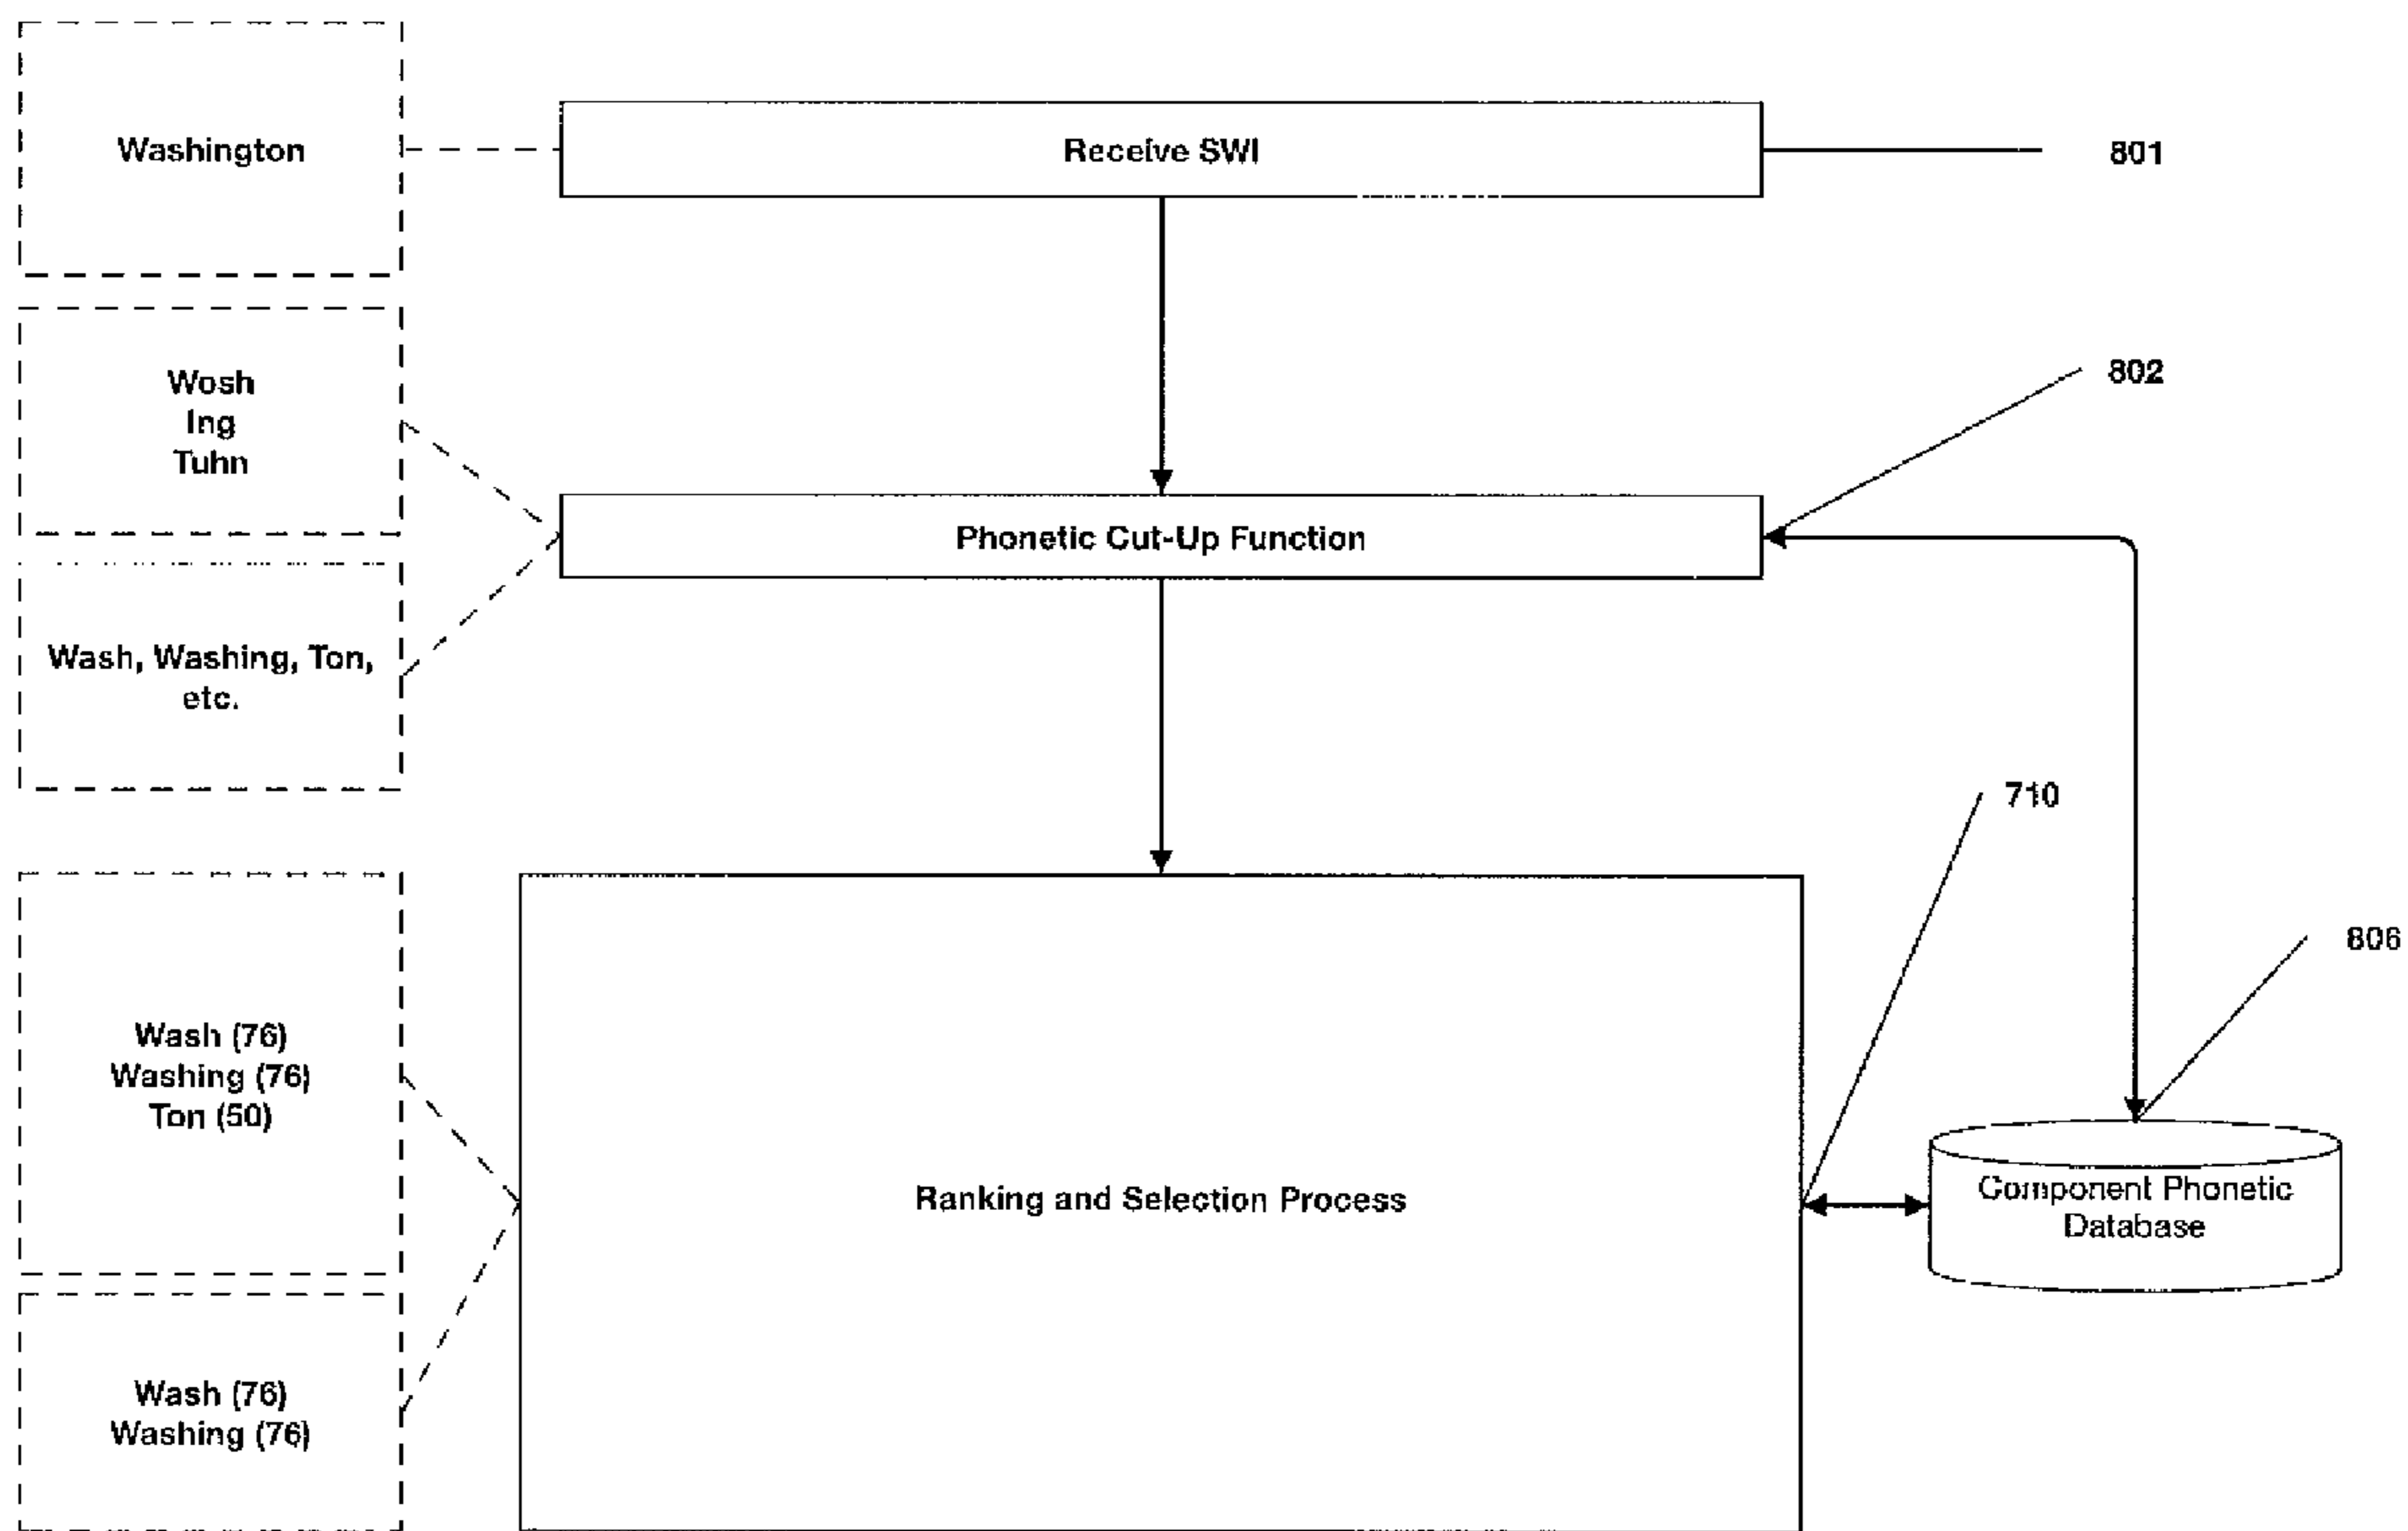 Washington
Receive SWI
801
Wosh
Ing
Tuhn
802
Phonetic Cut-Up Function
Wash, Washing, Ton,
etc.
710
806
Wash (76)
Washing (76)
Ton (50)
Ranking and Selection Process
Component Phonetic
Database
Wash (76)
Washing (76)